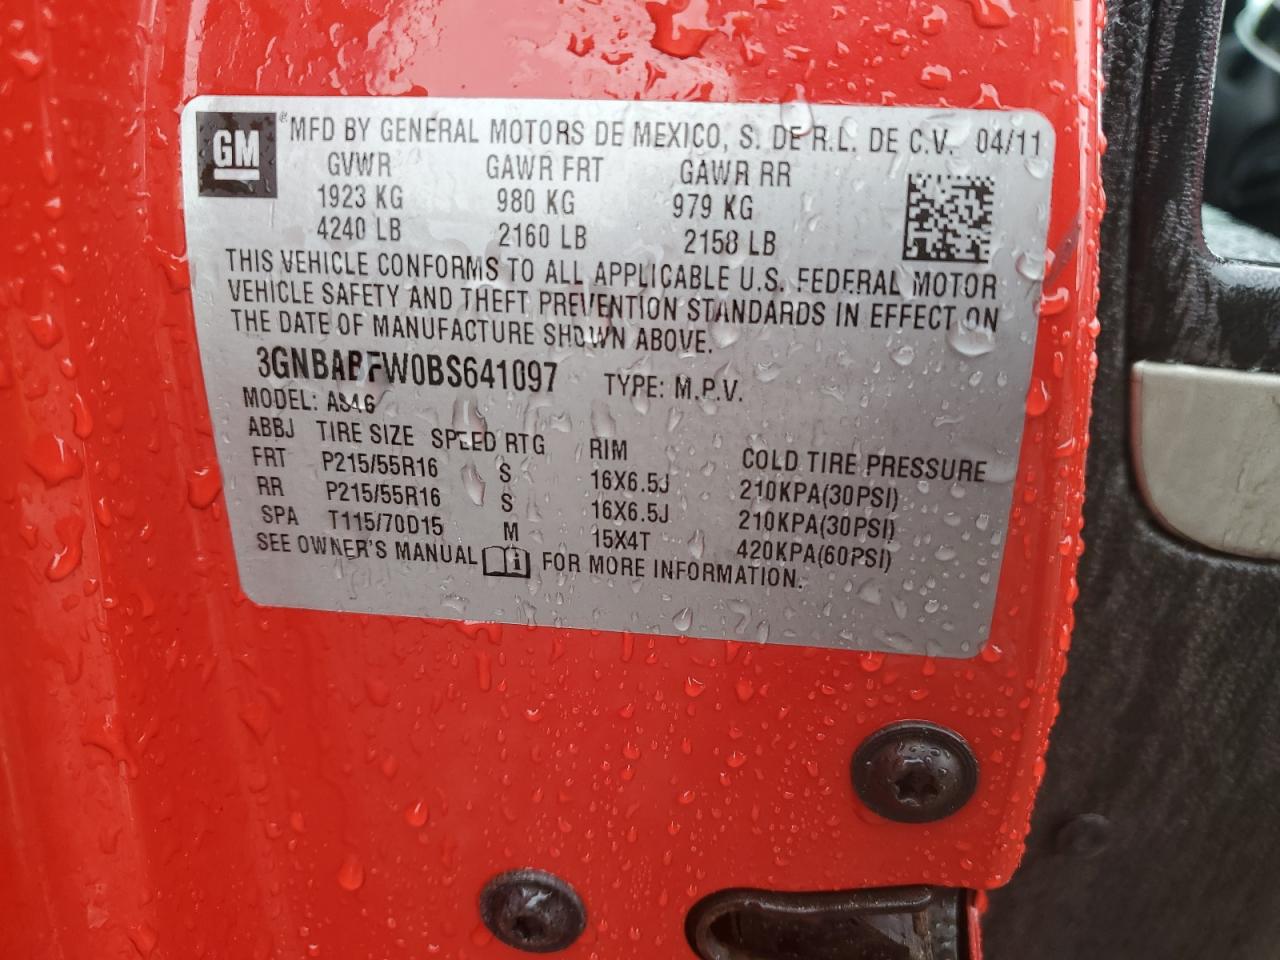 GM ® MFD BY GENERAL MOTORS DE MEXICO, S. DE R.L. DE C.V. 04/11
GVWR GAWR FRT GAWR RR
1923 KG 980 KG 979 KG
4240 LB 2160 LB 2158 LB
THIS VEHICLE CONFORMS TO ALL APPLICABLE U.S. FEDERAL MOTOR
VEHICLE SAFETY AND THEFT PREVENTION STANDARDS IN EFFECT ON
THE DATE OF MANUFACTURE SHOWN ABOVE.
3GNBABFW0BS641097 TYPE: M.P.V.
MODEL:
ABBJ TIRE SIZE SPEED RTG RIM COLD TIRE PRESSURE
FRT P215/55R16 S 16X6.5J 210KPA(30PSI)
RR P215/55R16 S 16X6.5J 210KPA(30PSI)
SPA T115/70D15 M 15X4T 420KPA(60PSI)
SEE OWNER'S MANUAL i FOR MORE INFORMATION.